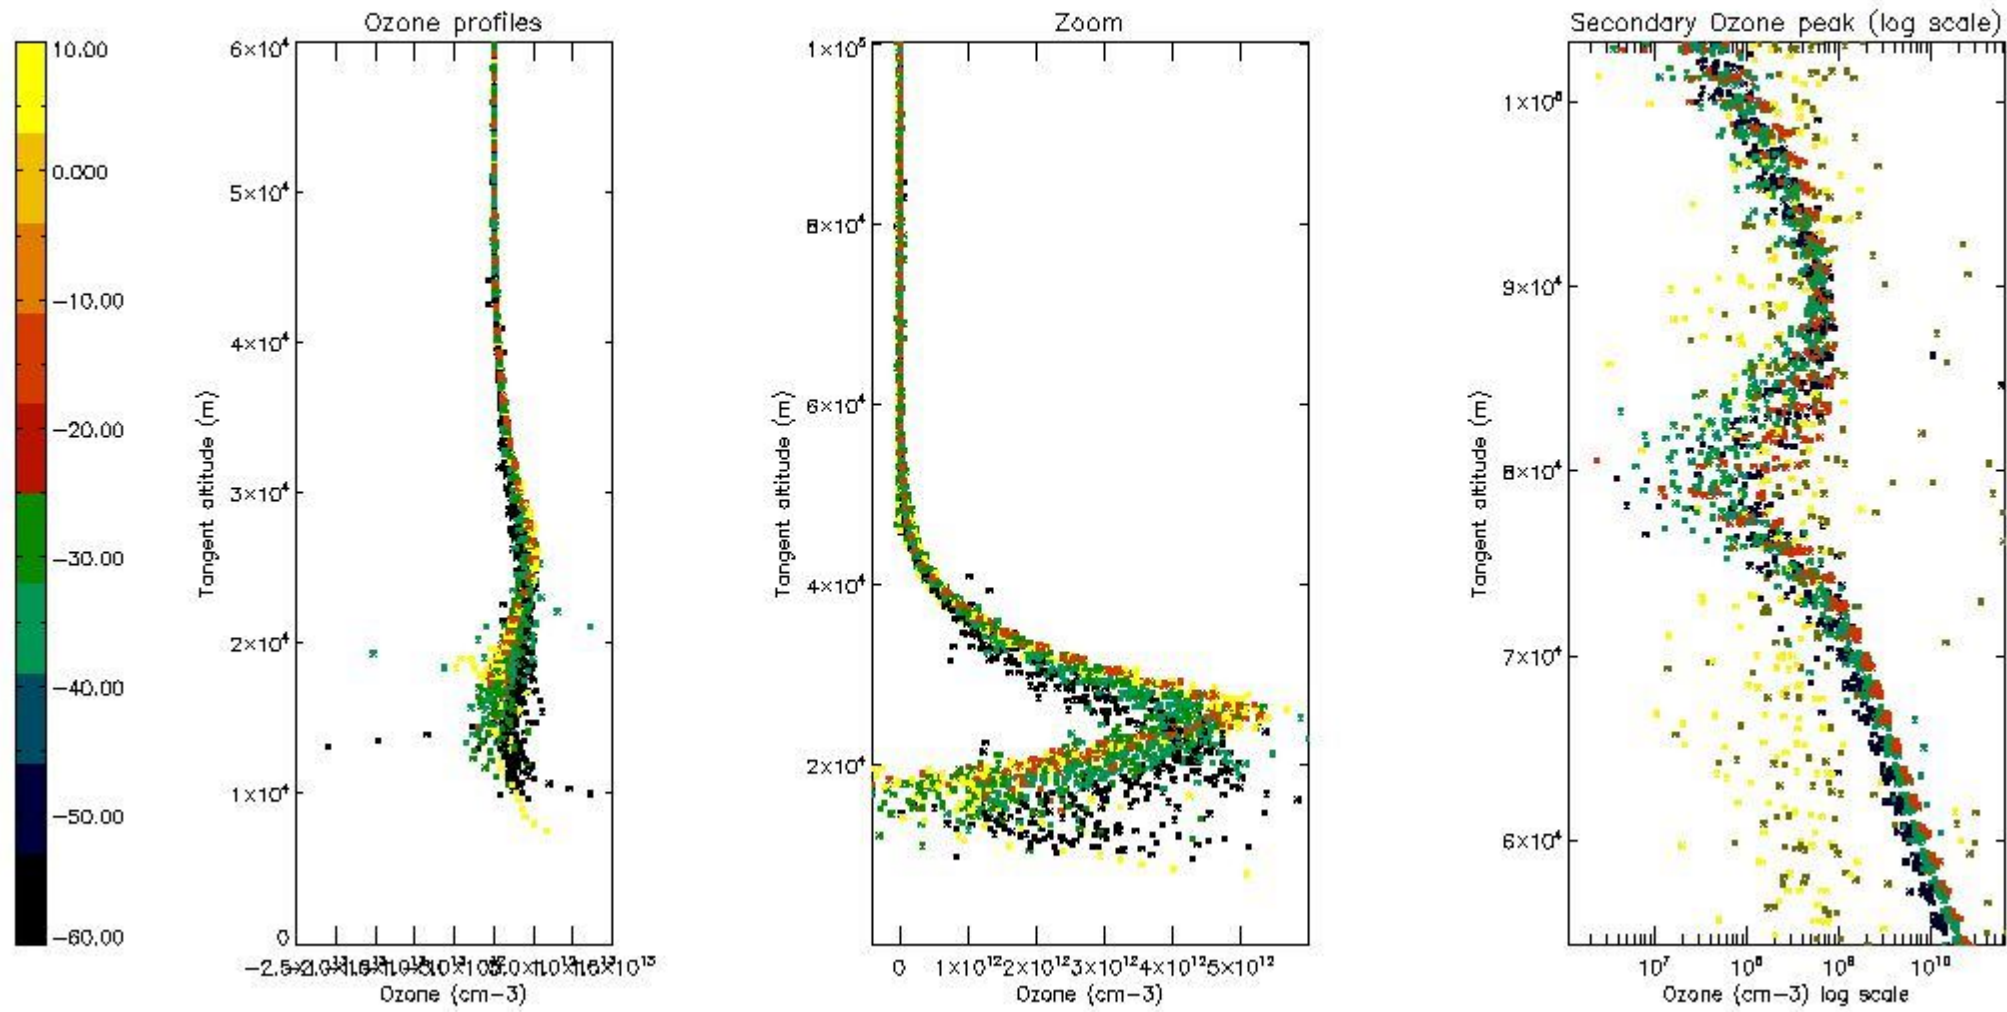 Ozone profiles
Zoom
Secondary Ozone peak (log scale)
10.00
0.000
−10.00
−20.00
−30.00
−40.00
−50.00
−60.00
6×10⁴
5×10⁴
4×10⁴
3×10⁴
2×10⁴
1×10⁴
0
Tangent altitude (m)
Ozone (cm−3)
1×10⁵
8×10⁴
6×10⁴
4×10⁴
2×10⁴
Tangent altitude (m)
0 1×10¹² 2×10¹² 3×10¹² 4×10¹² 5×10¹²
Ozone (cm−3)
1×10⁵
9×10⁴
8×10⁴
7×10⁴
6×10⁴
Tangent altitude (m)
10⁷ 10⁸ 10⁹ 10¹⁰
Ozone (cm−3) log scale